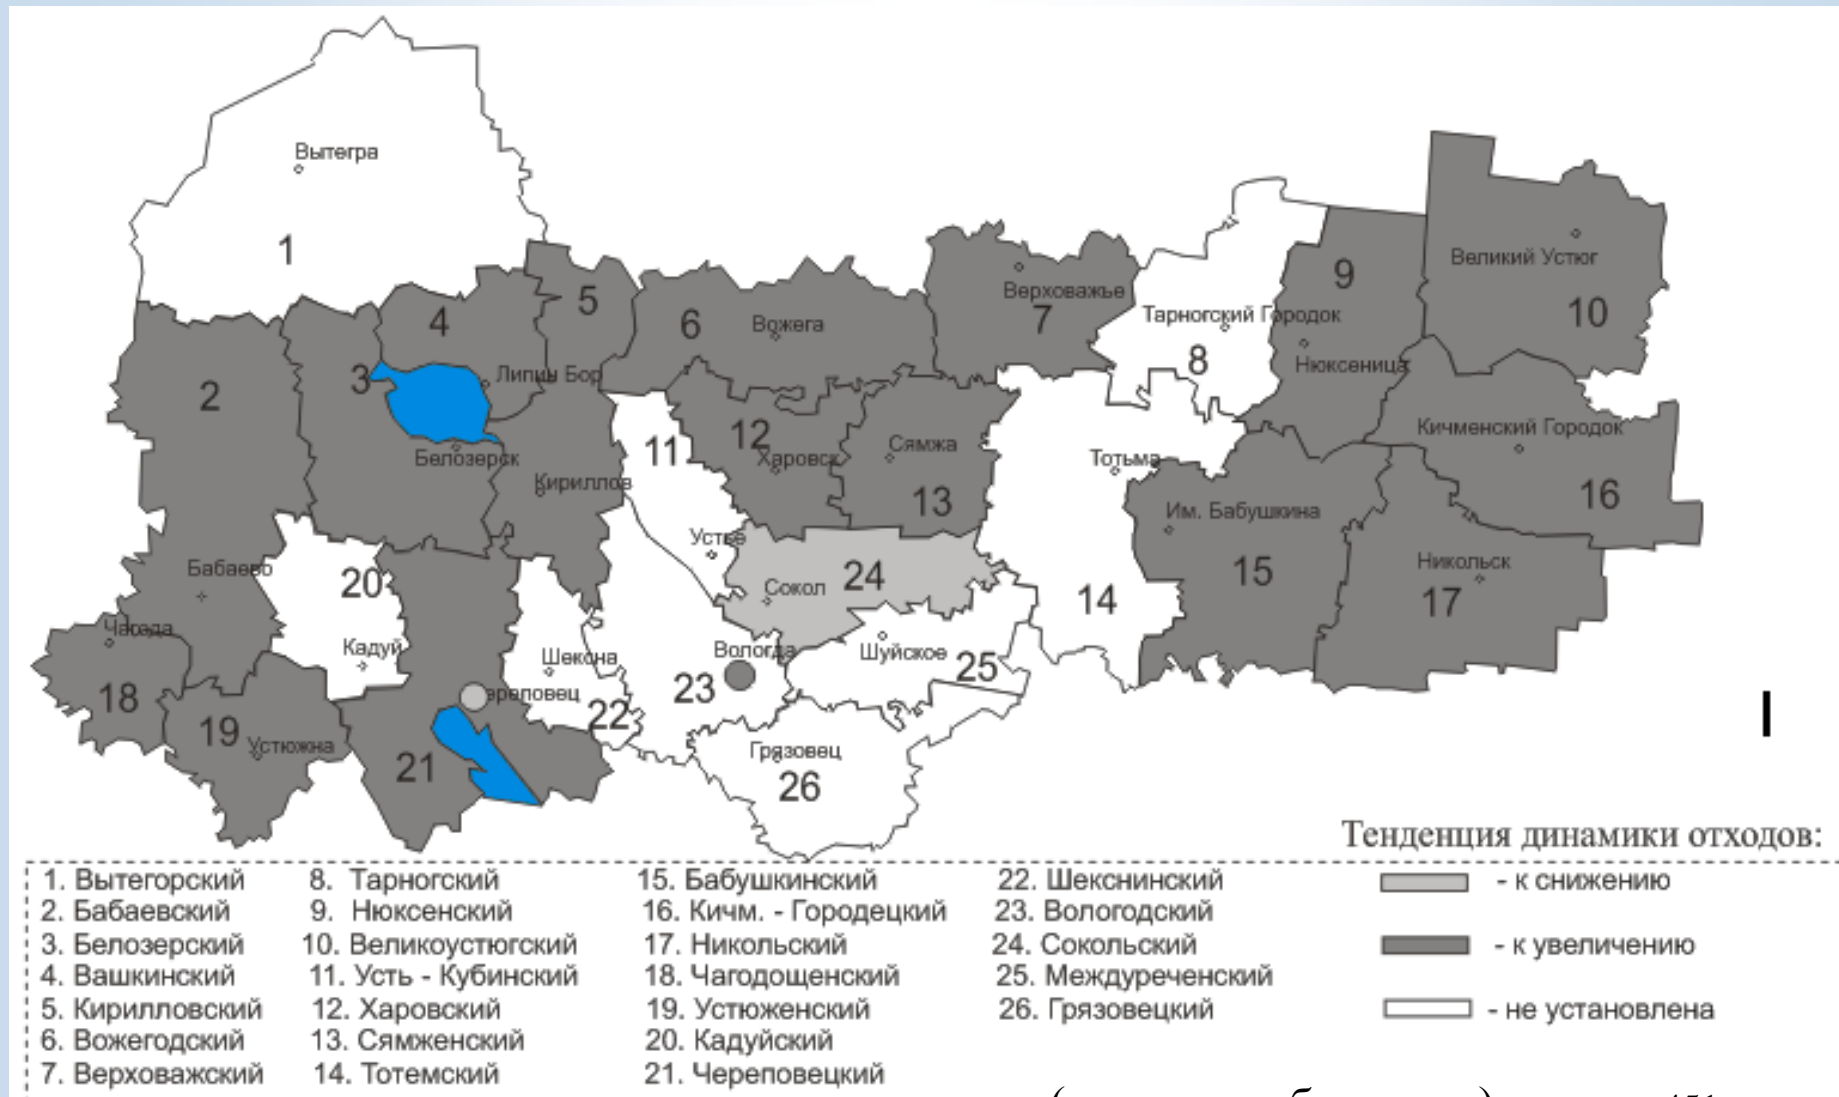 Вытегра
1
Великий Устюг
10
9
5
Верховажье
7
4
6
Вожега
Тарногский Городок
8
Нюксеница
3
Липин Бор
2
Кичменский Городок
12
11
Сямжа
Харовск
Белозерск
Тотьма
Кириллов
13
16
Им. Бабушкина
Устье
Бабаево
20
24
Сокол
15
Никольск
17
14
Чагода
Кадуй
Шексна
Вологда
Шуйское
25
18
23
22
19
Устюжна
21
Грязовец
26
Тенденция динамики отходов:
1. Вытегорский
2. Бабаевский
3. Белозерский
4. Вашкинский
5. Кирилловский
6. Вожегодский
7. Верховажский
8. Тарногский
9. Нюксенский
10. Великоустюгский
11. Усть - Кубинский
12. Харовский
13. Сямженский
14. Тотемский
15. Бабушкинский
16. Кичм. - Городецкий
17. Никольский
18. Чагодощенский
19. Устюженский
20. Кадуйский
21. Череповецкий
22. Шекснинский
23. Вологодский
24. Сокольский
25. Междуреченский
26. Грязовецкий
- к снижению
- к увеличению
- не установлена